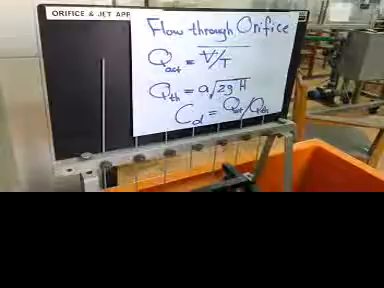 ORIFICE & JET APP
Flow through Orifice
Qact = V/T
Qth = a√2gH
Cd = Qact/Qth